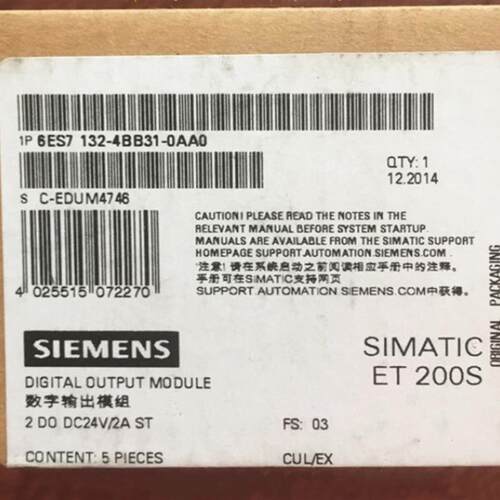 1P 6ES7 132-4BB31-0AA0
QTY: 1
12.2014
S C-EDUM4746
CAUTION! PLEASE READ THE NOTES IN THE
RELEVANT MANUAL BEFORE SYSTEM STARTUP.
MANUALS ARE AVAILABLE FROM THE SIMATIC SUPPORT
HOMEPAGE SUPPORT.AUTOMATION.SIEMENS.COM.
注意! 请在系统启动之前阅读相应手册中的注释。
手册可在SIMATIC支持网页
SUPPORT.AUTOMATION.SIEMENS.COM中获得。
4 025515 072270
ORIGINAL PACKAGING
SIEMENS
SIMATIC
ET 200S
DIGITAL OUTPUT MODULE
数字输出模组
2 DO DC24V/2A ST
FS: 03
CONTENT: 5 PIECES
CUL/EX